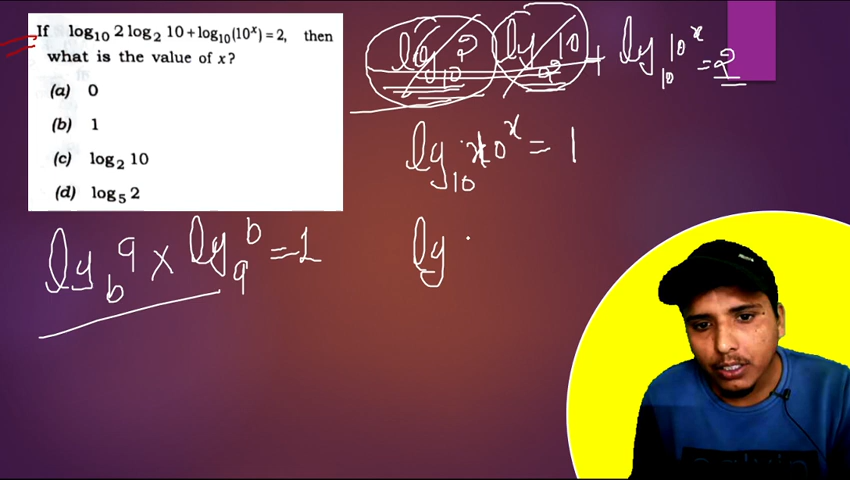 If log₁₀ 2 log₂ 10 + log₁₀(10ˣ) = 2, then
what is the value of x?
(a) 0
(b) 1
(c) log₂ 10
(d) log₅ 2
log₁₀ 2 log₂ 10 + log₁₀ 10ˣ = 2
log₁₀ 10ˣ = 1
log_b a × log_a b = 1
log